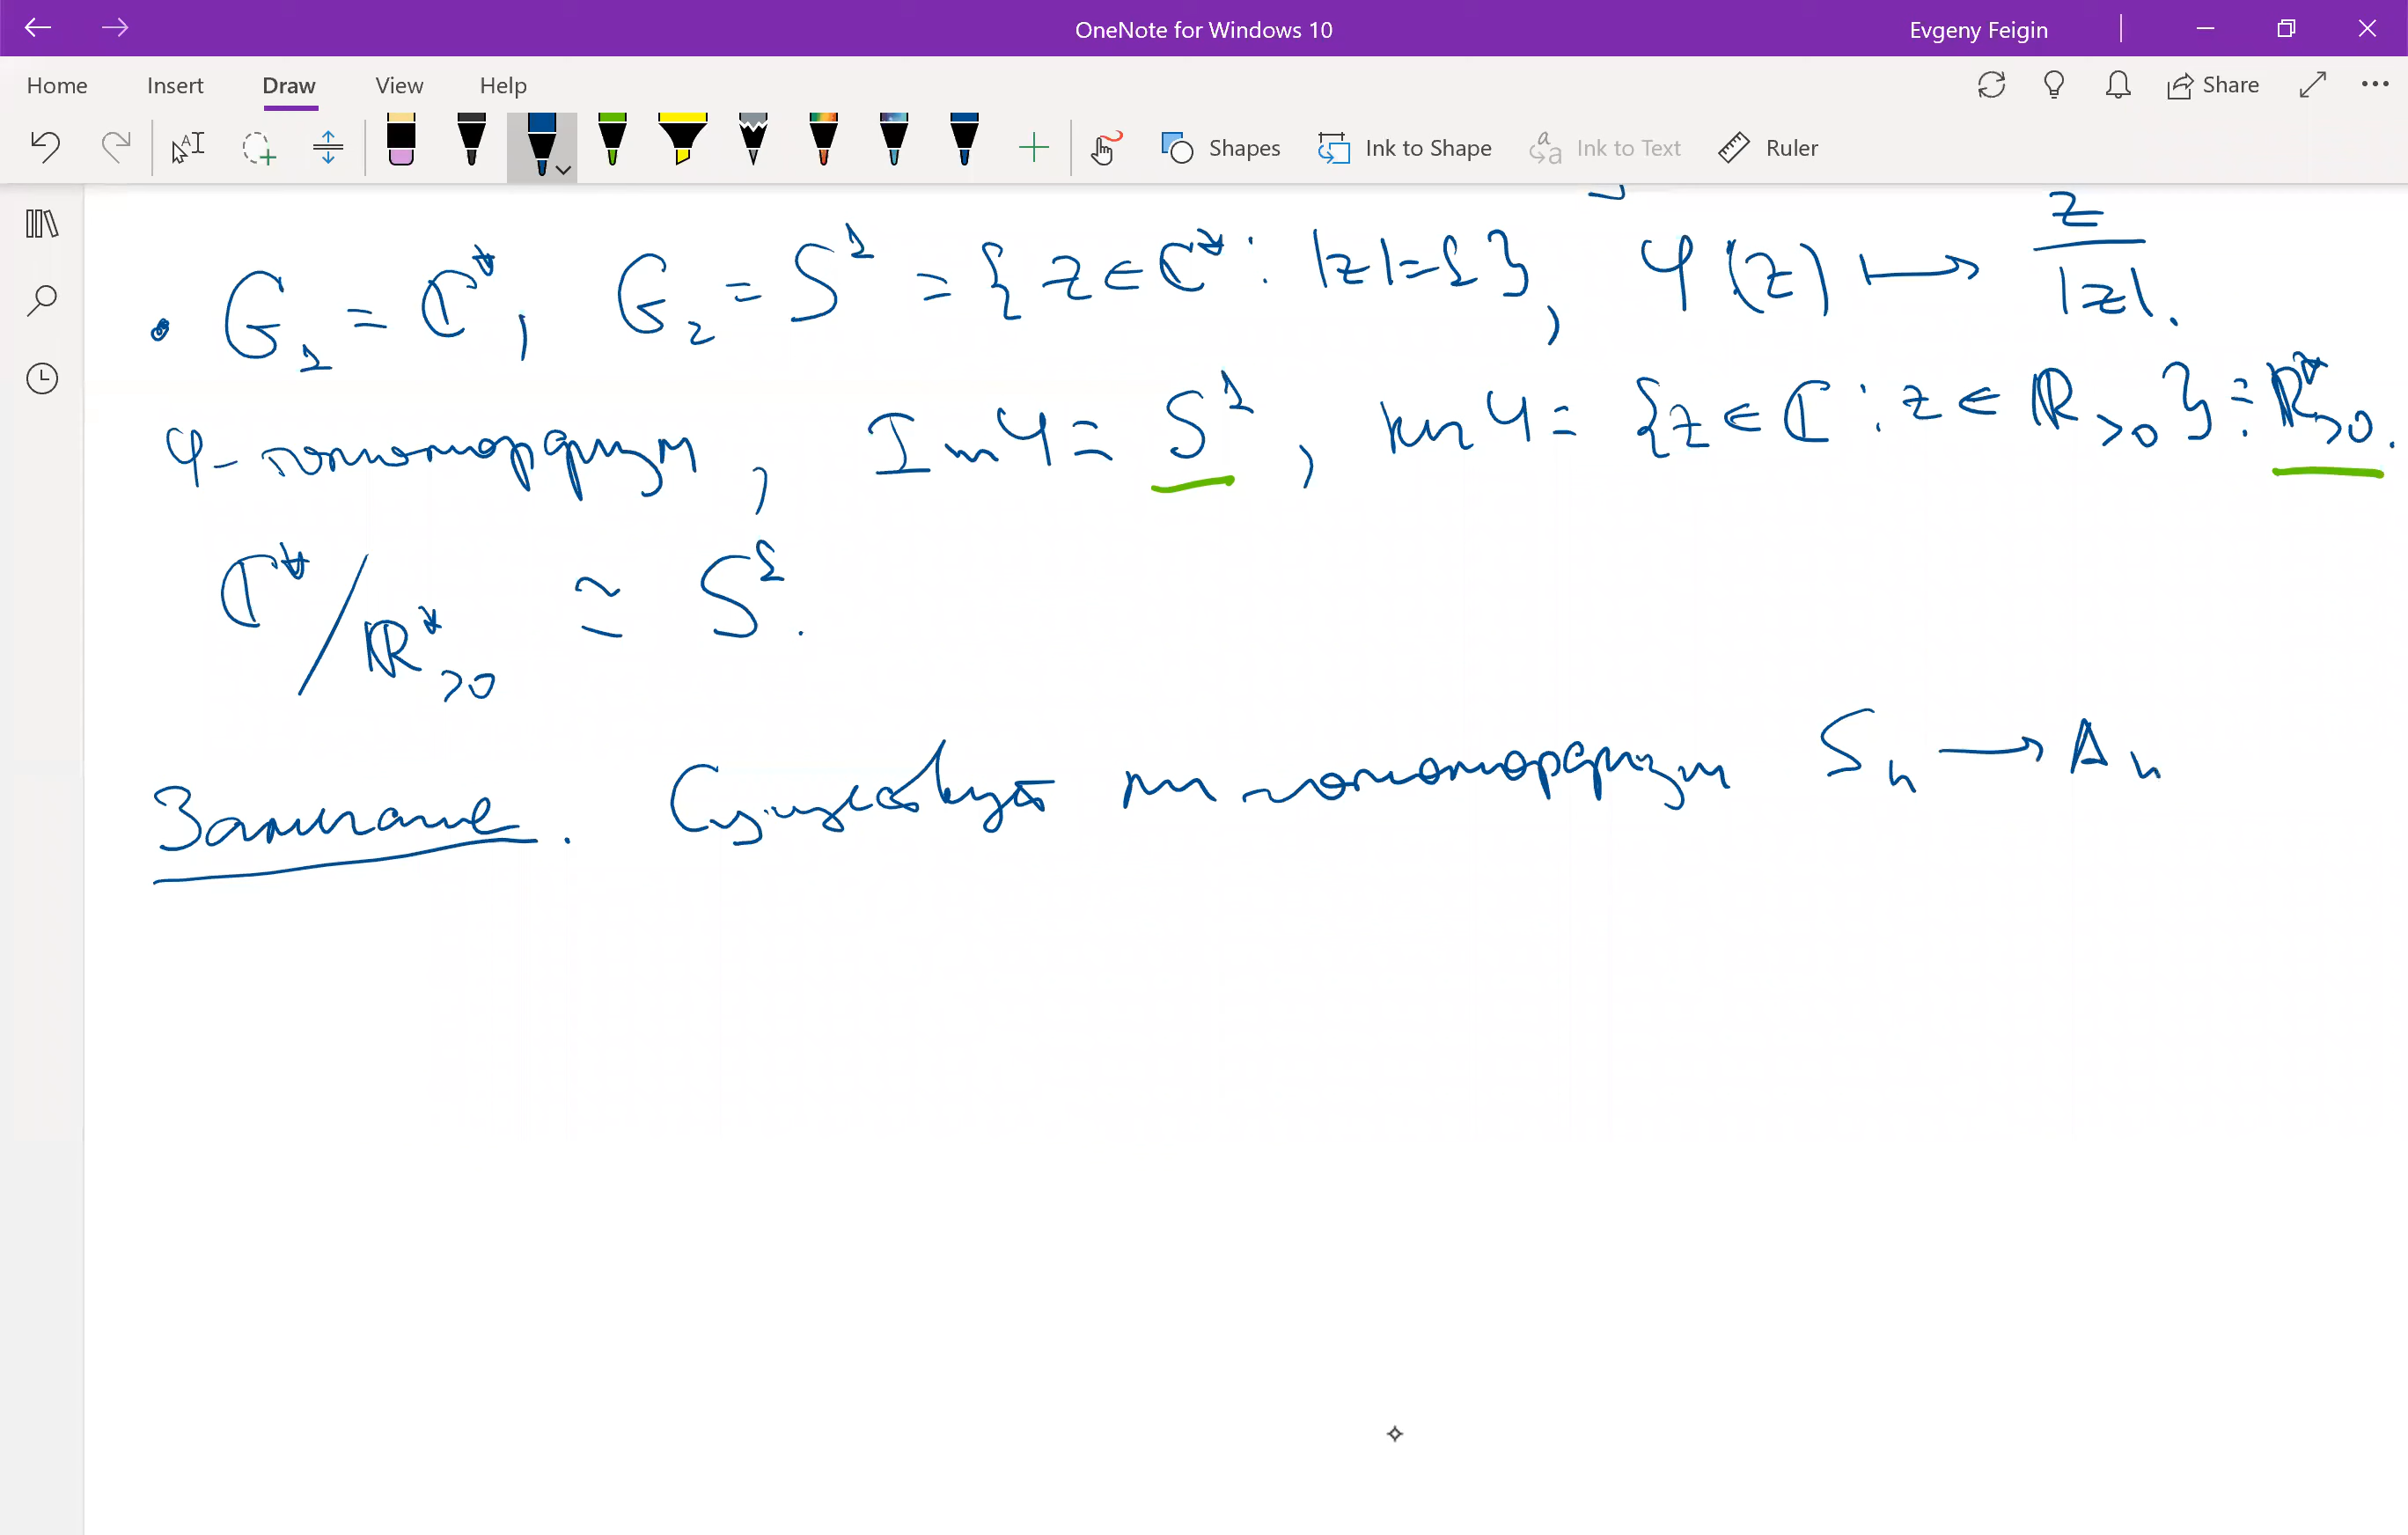 OneNote for Windows 10 Evgeny Feigin
Home Insert Draw View Help Share
Shapes Ink to Shape Ink to Text Ruler
• G₁ = ℂ*, G₂ = S¹ = {z ∈ ℂ* : |z| = 1}, φ(z) ⟼ z/|z|.
φ – гомоморфизм, Im φ = S¹, ker φ = {z ∈ ℂ : z ∈ ℝ>0} = ℝ*>0.
ℂ*/ℝ*>0 ≃ S¹.
Замечание. Существует ли гомоморфизм Sₙ ⟶ Aₙ